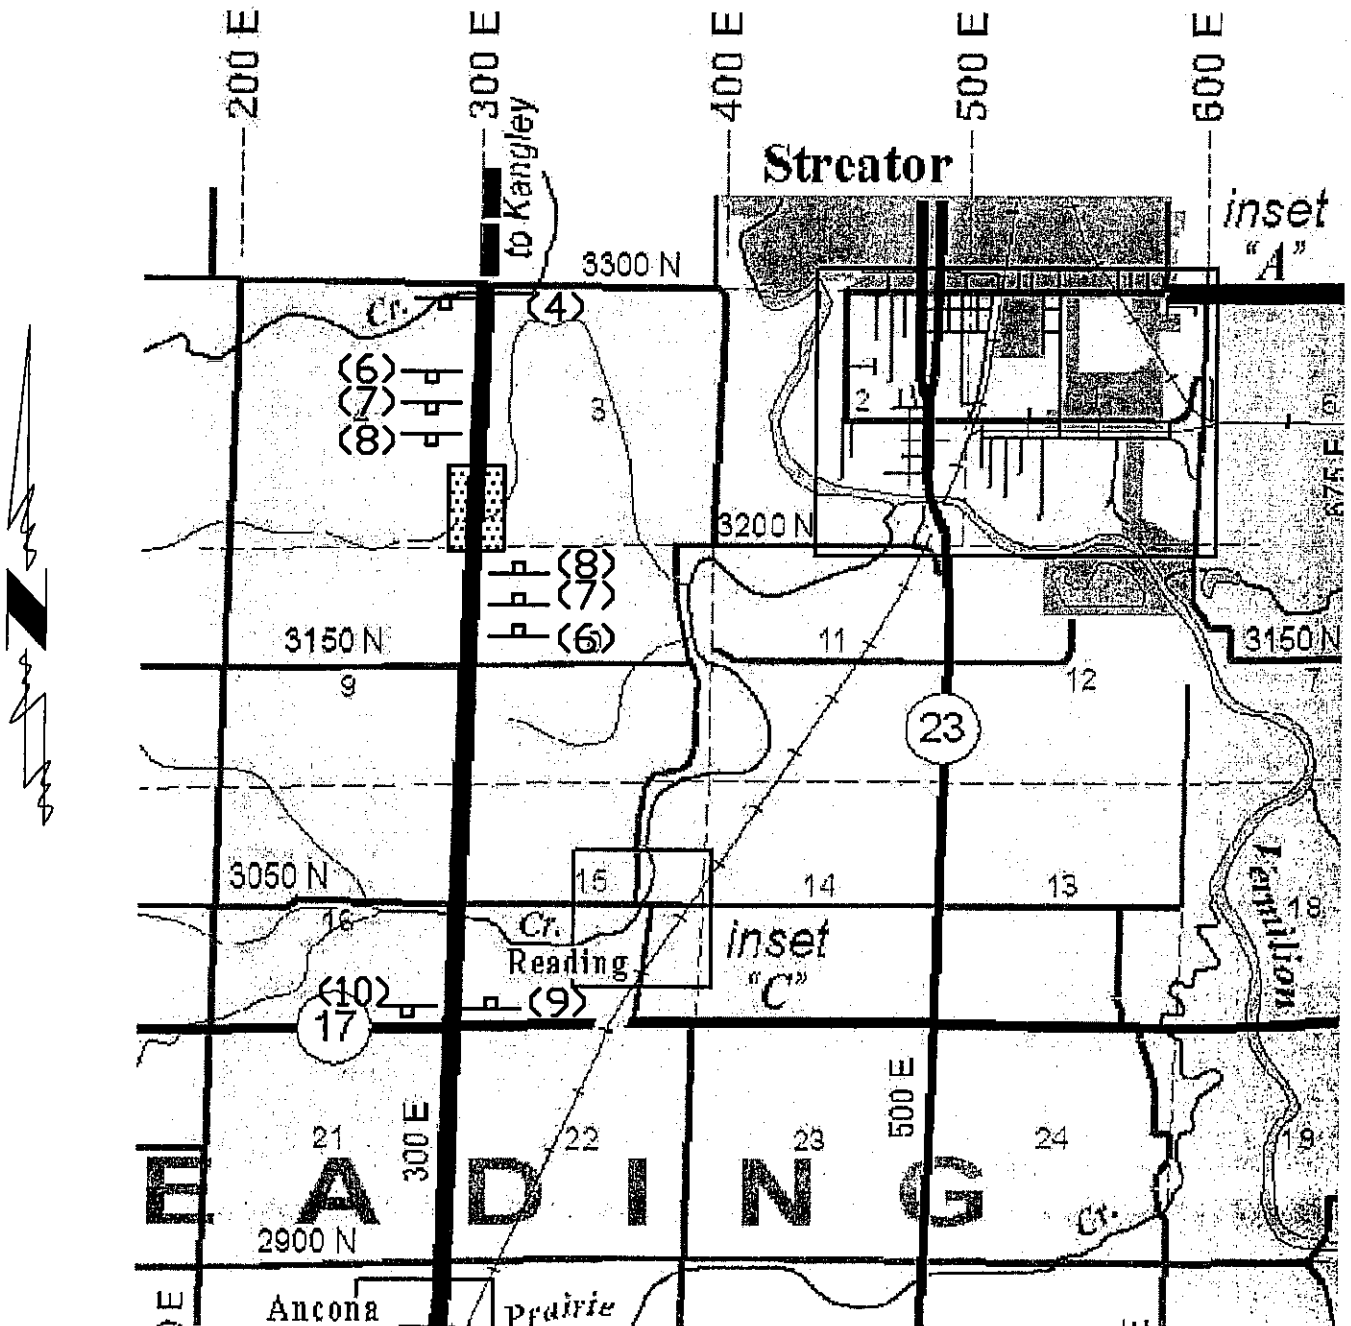 200 E
300 E
400 E
500 E
600 E
to Kangley
Streator
inset
"A"
3300 N
Cr.
(4)
(6)
(7)
(8)
3
2
675 E
3200 N
(8)
(7)
(6)
3150 N
11
3150 N
9
12
7
23
3050 N
15
14
13
18
16
Cr.
Reading
inset
"C"
Vermilion
(10)
(9)
17
300 E
500 E
21
22
23
24
19
E A D I N G
Cr.
2900 N
Ancona
Prairie